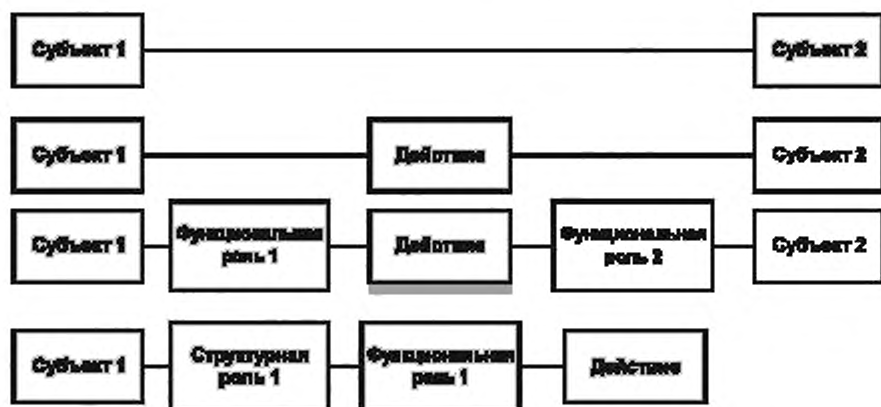 Субъект 1
Субъект 2
Субъект 1
Действие
Субъект 2
Субъект 1
Функциональная
роль 1
Действие
Функциональная
роль 2
Субъект 2
Субъект 1
Структурная
роль 1
Функциональная
роль 1
Действие